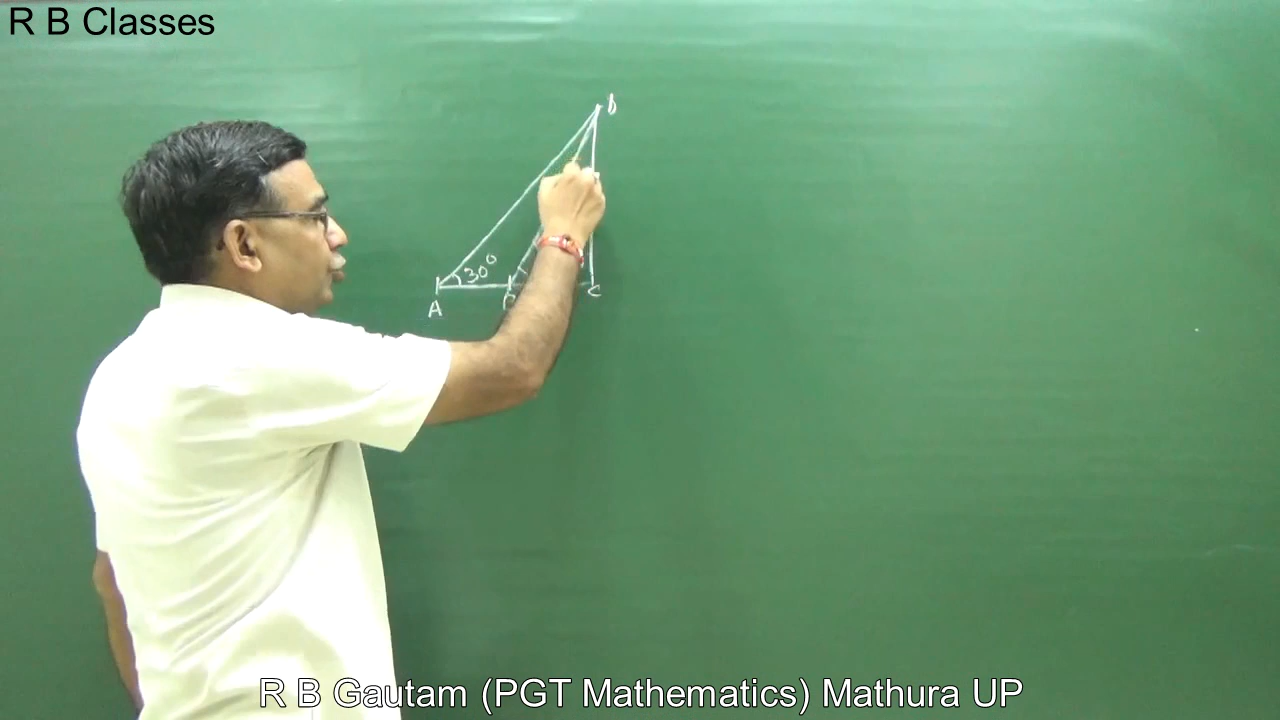 R B Classes
D
30°
A
C
R B Gautam (PGT Mathematics) Mathura UP